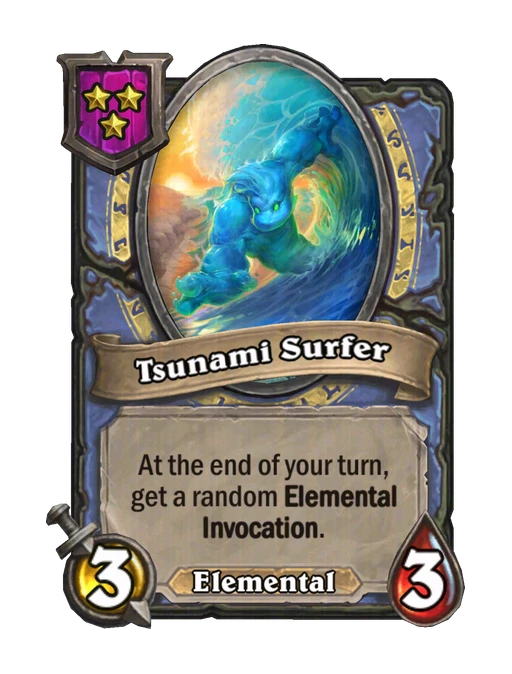 Tsunami Surfer
At the end of your turn,
get a random Elemental
Invocation.
3
Elemental
3